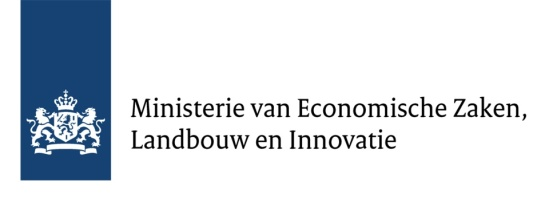 Ministerie van Economische Zaken,
Landbouw en Innovatie